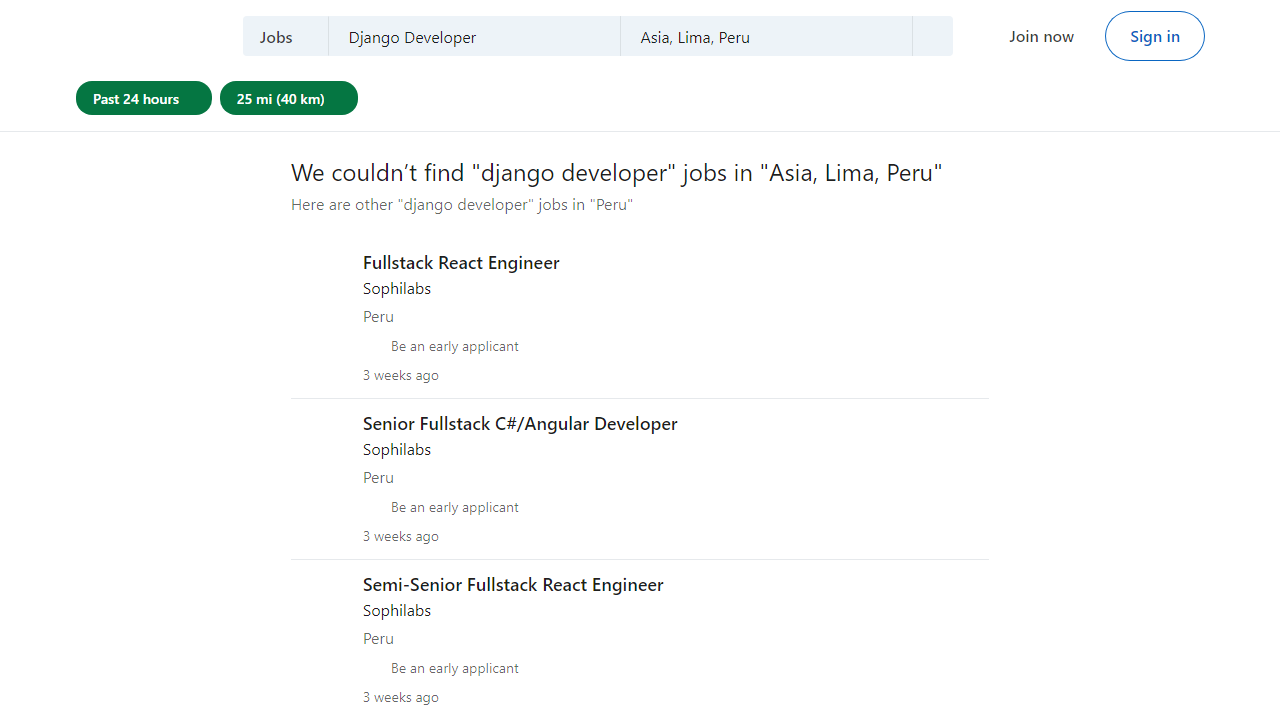 Jobs
Django Developer
Asia, Lima, Peru
Join now
Sign in
Past 24 hours
25 mi (40 km)
We couldn’t find "django developer" jobs in "Asia, Lima, Peru"
Here are other "django developer" jobs in "Peru"
Fullstack React Engineer
Sophilabs
Peru
Be an early applicant
3 weeks ago
Senior Fullstack C#/Angular Developer
Sophilabs
Peru
Be an early applicant
3 weeks ago
Semi-Senior Fullstack React Engineer
Sophilabs
Peru
Be an early applicant
3 weeks ago